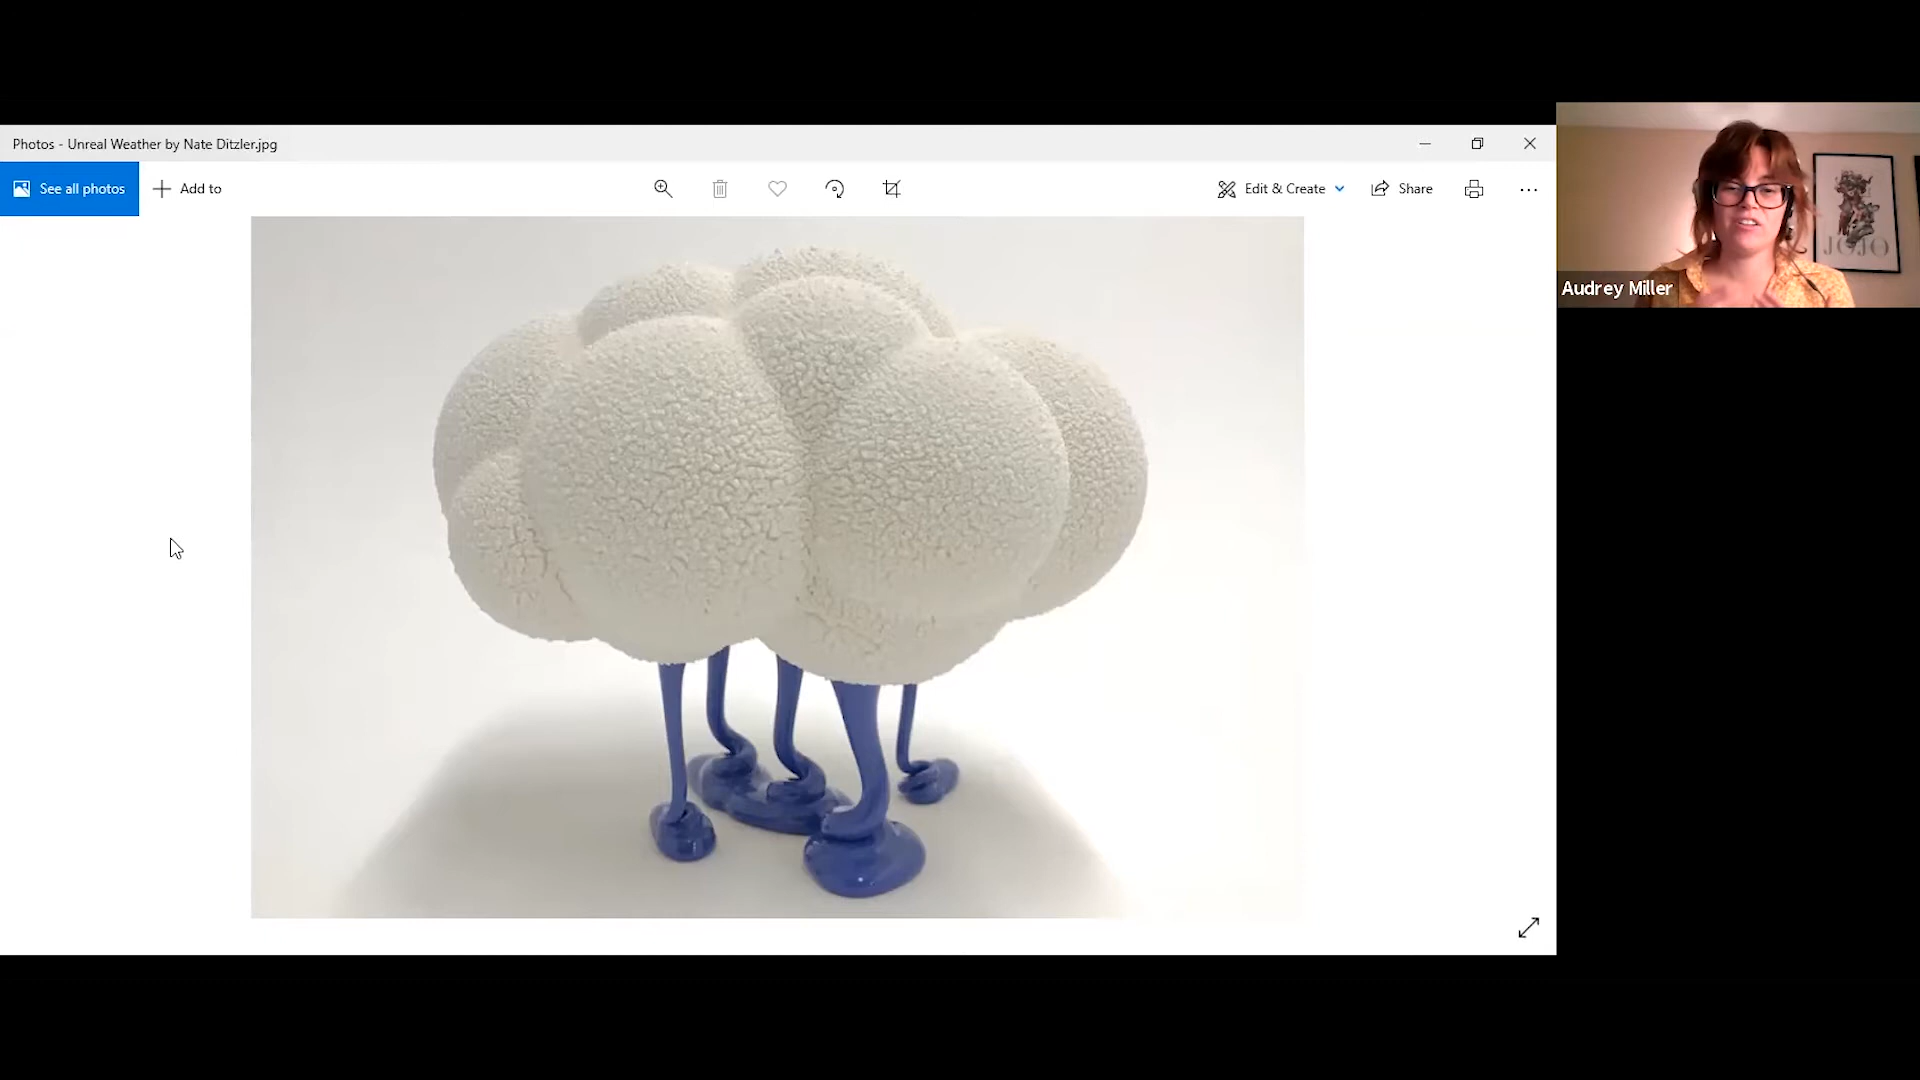 Photos - Unreal Weather by Nate Ditzler.jpg
See all photos
Add to
Edit & Create
Share
JOJO
Audrey Miller